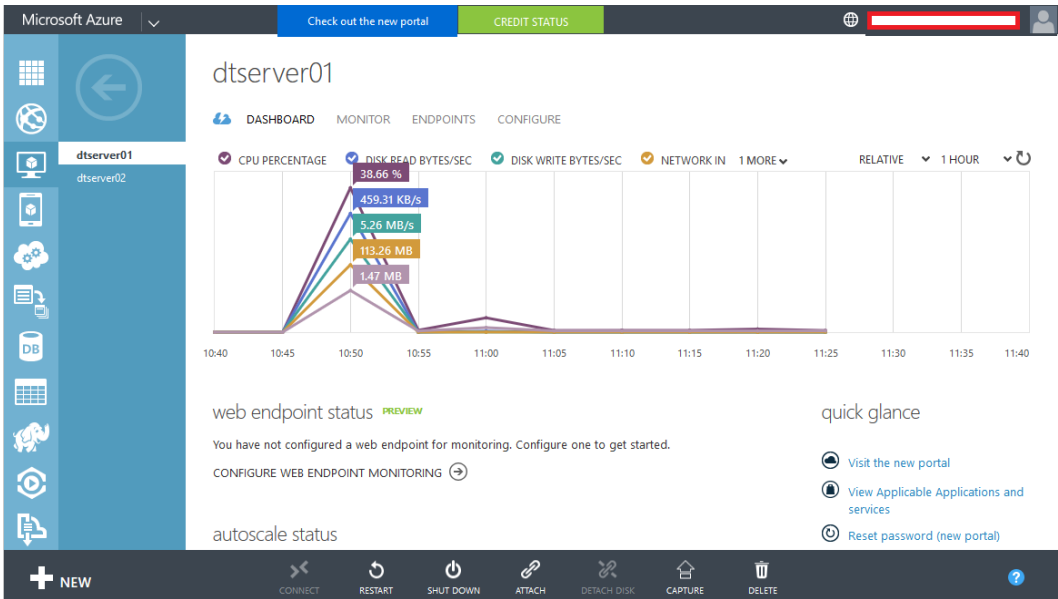 Microsoft Azure
Check out the new portal
CREDIT STATUS
dtserver01
DASHBOARD MONITOR ENDPOINTS CONFIGURE
dtserver01
dtserver02
CPU PERCENTAGE DISK READ BYTES/SEC DISK WRITE BYTES/SEC NETWORK IN 1 MORE RELATIVE 1 HOUR
38.66 %
459.31 KB/s
5.26 MB/s
113.26 MB
1.47 MB
10:40 10:45 10:50 10:55 11:00 11:05 11:10 11:15 11:20 11:25 11:30 11:35 11:40
DB
web endpoint status PREVIEW
You have not configured a web endpoint for monitoring. Configure one to get started.
CONFIGURE WEB ENDPOINT MONITORING
autoscale status
quick glance
Visit the new portal
View Applicable Applications and
services
Reset password (new portal)
NEW
CONNECT RESTART SHUT DOWN ATTACH DETACH DISK CAPTURE DELETE
?